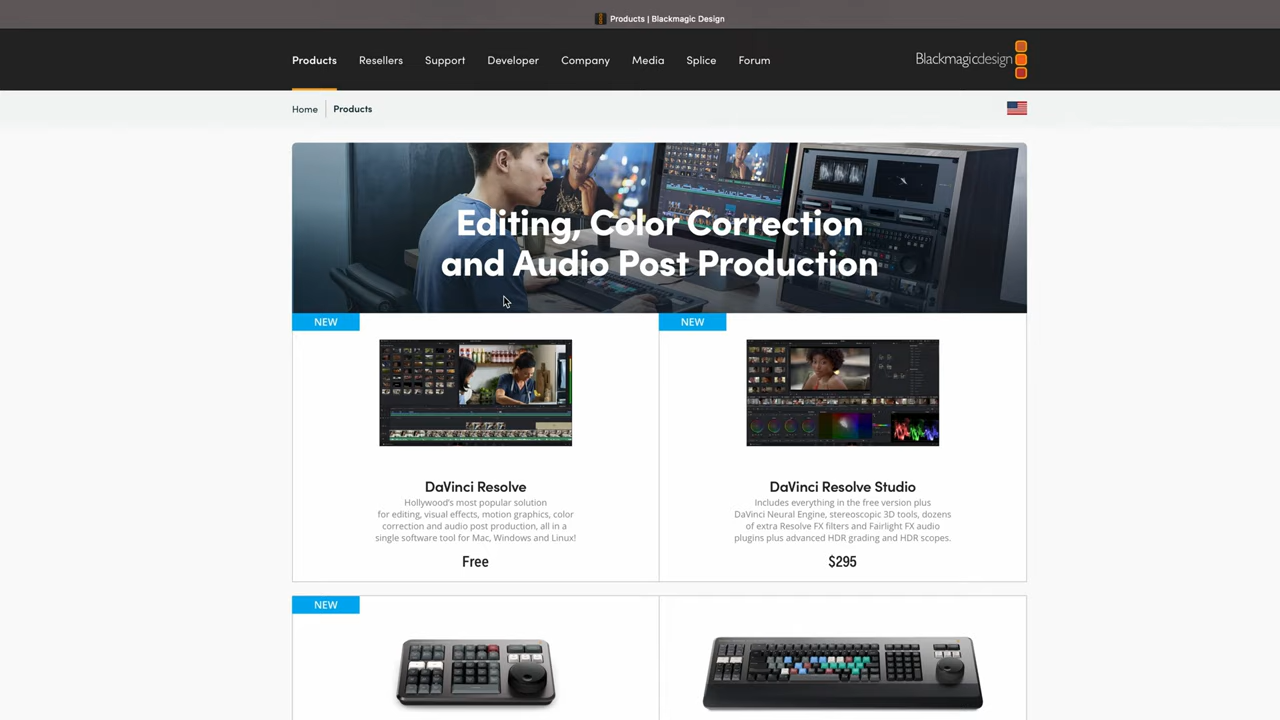 Products | Blackmagic Design
Products
Resellers
Support
Developer
Company
Media
Splice
Forum
Blackmagicdesign
Home
Products
Editing, Color Correction
and Audio Post Production
NEW
NEW
DaVinci Resolve
Hollywood's most popular solution
for editing, visual effects, motion graphics, color
correction and audio post production, all in a
single software tool for Mac, Windows and Linux!
Free
DaVinci Resolve Studio
Includes everything in the free version plus
DaVinci Neural Engine, stereoscopic 3D tools, dozens
of extra Resolve FX filters and Fairlight FX audio
plugins plus advanced HDR grading and HDR scopes.
$295
NEW